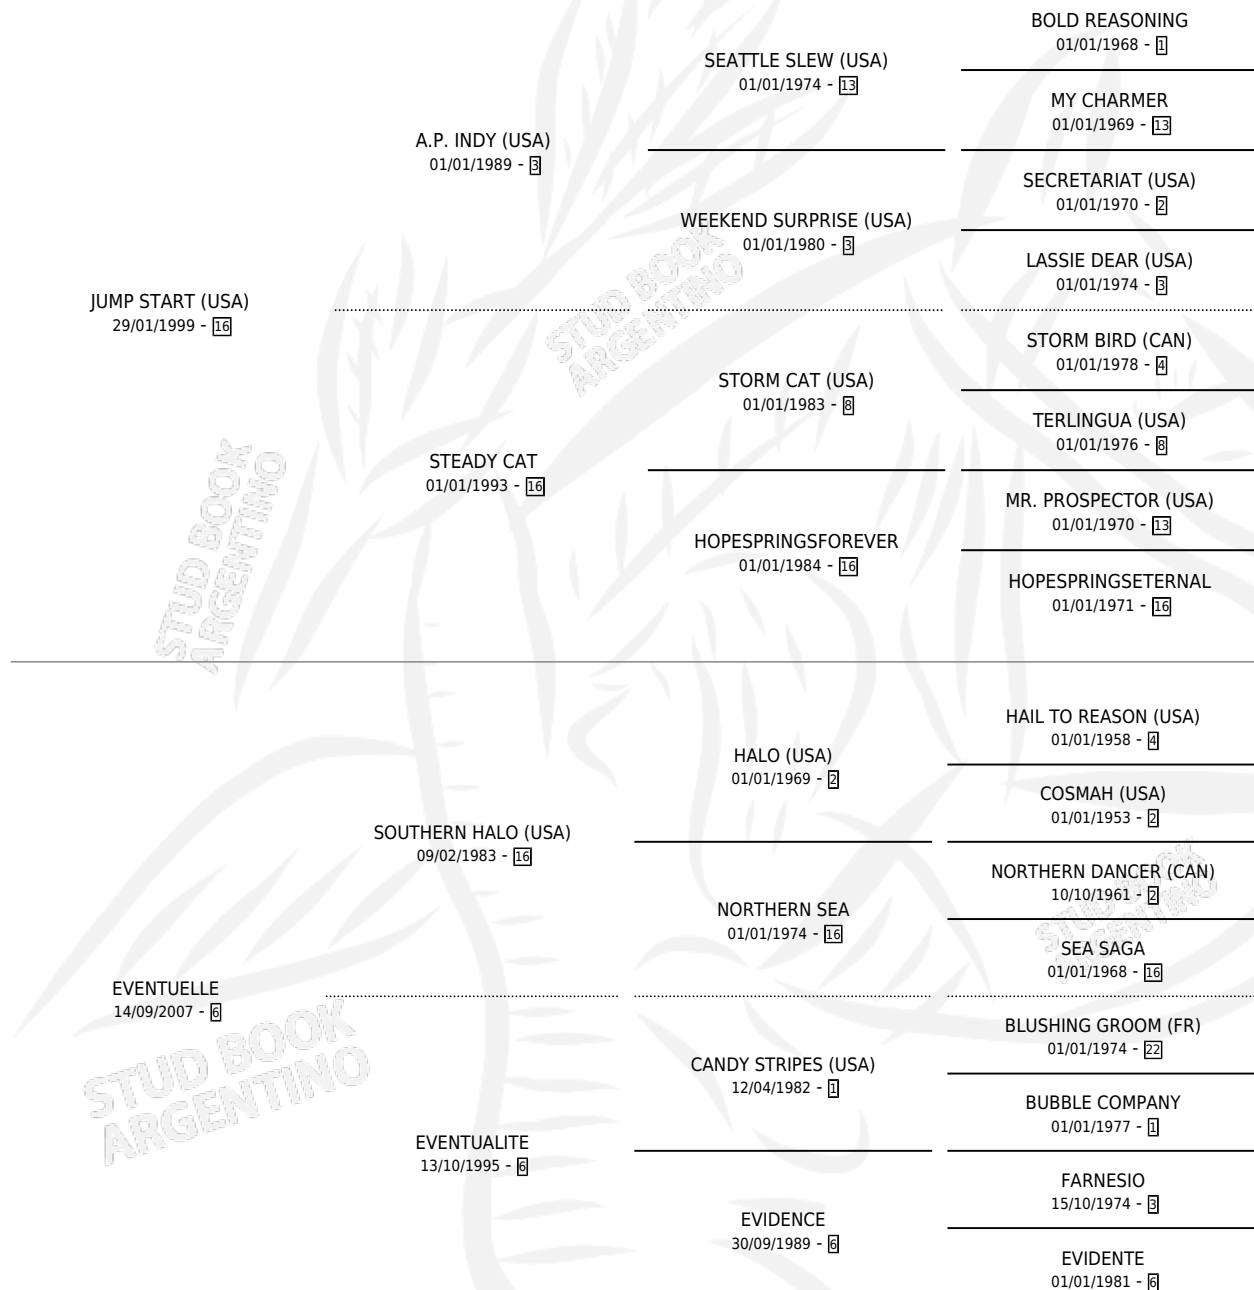 BOLD REASONING
01/01/1968 - 1
SEATTLE SLEW (USA)
01/01/1974 - 13
MY CHARMER
01/01/1969 - 13
A.P. INDY (USA)
01/01/1989 - 3
SECRETARIAT (USA)
01/01/1970 - 2
WEEKEND SURPRISE (USA)
01/01/1980 - 3
LASSIE DEAR (USA)
01/01/1974 - 3
JUMP START (USA)
29/01/1999 - 16
STORM BIRD (CAN)
01/01/1978 - 4
STORM CAT (USA)
01/01/1983 - 8
TERLINGUA (USA)
01/01/1976 - 8
STEADY CAT
01/01/1993 - 16
MR. PROSPECTOR (USA)
01/01/1970 - 13
HOPESPRINGSFOREVER
01/01/1984 - 16
HOPESPRINGSETERNAL
01/01/1971 - 16
HAIL TO REASON (USA)
01/01/1958 - 4
HALO (USA)
01/01/1969 - 2
COSMAH (USA)
01/01/1953 - 2
SOUTHERN HALO (USA)
09/02/1983 - 16
NORTHERN DANCER (CAN)
10/10/1961 - 2
NORTHERN SEA
01/01/1974 - 16
SEA SAGA
01/01/1968 - 16
EVENTUELLE
14/09/2007 - 6
BLUSHING GROOM (FR)
01/01/1974 - 22
CANDY STRIPES (USA)
12/04/1982 - 1
BUBBLE COMPANY
01/01/1977 - 1
EVENTUALITE
13/10/1995 - 6
FARNESIO
15/10/1974 - 3
EVIDENCE
30/09/1989 - 6
EVIDENTE
01/01/1981 - 6
STUD BOOK
ARGENTINO
STUD BOOK
ARGENTINO
STUD BOOK
ARGENTINO
STUD BOOK
ARGENTINO